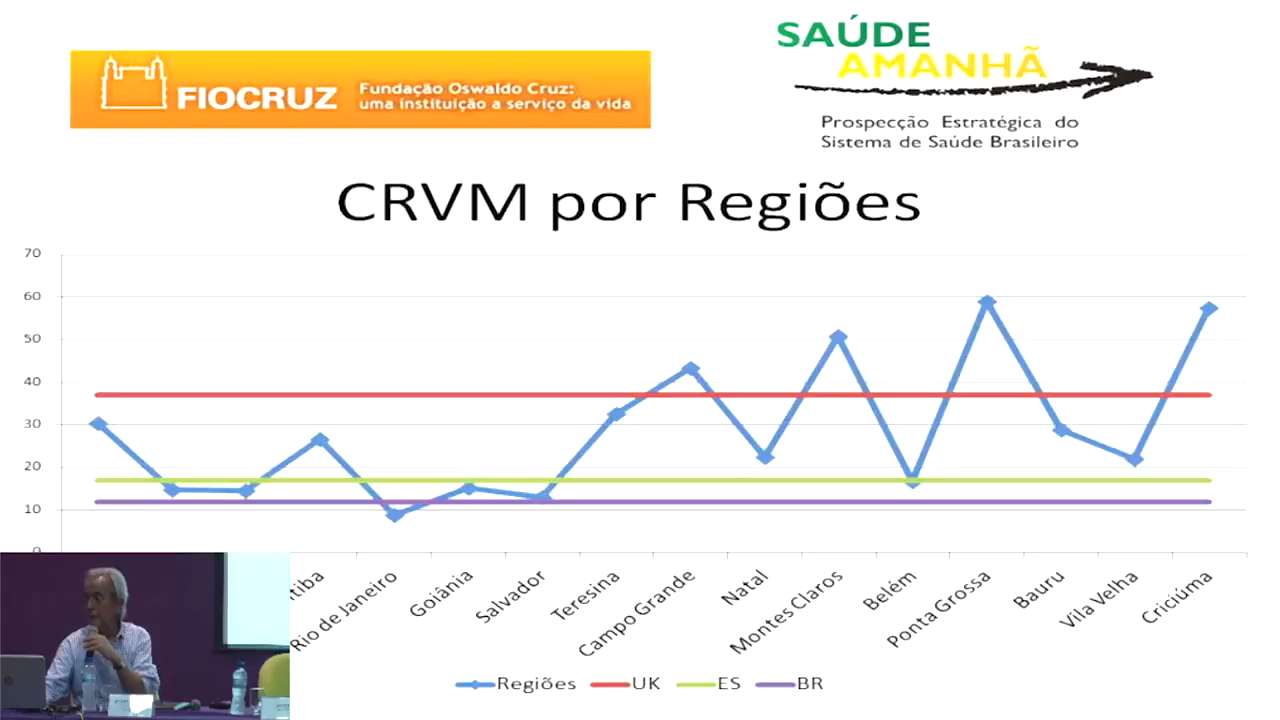 SAÚDE
AMANHÃ
FIOCRUZ
Fundação Oswaldo Cruz:
uma instituição a serviço da vida
Prospecção Estratégica do
Sistema de Saúde Brasileiro
CRVM por Regiões
70
60
50
40
30
20
10
0
Rio de Janeiro
Goiânia
Salvador
Teresina
Campo Grande
Natal
Montes Claros
Belém
Ponta Grossa
Bauru
Vila Velha
Criciúma
Regiões UK ES BR